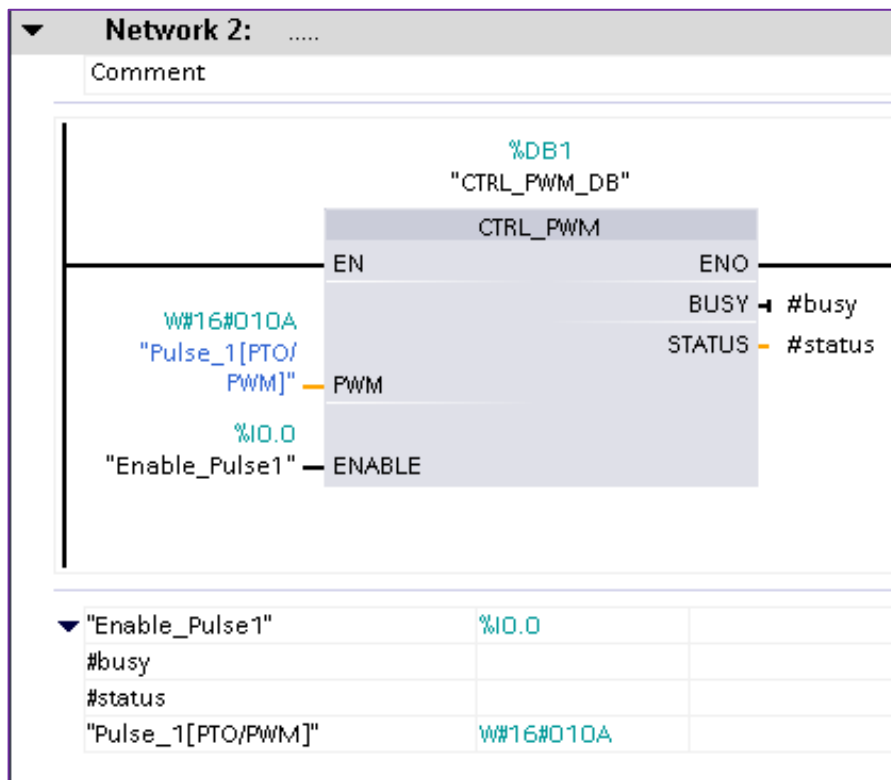 Network 2: .....
Comment
%DB1
"CTRL_PWM_DB"
CTRL_PWM
EN ENO
BUSY #busy
W#16#010A
"Pulse_1[PTO/
PWM]" PWM
STATUS #status
%I0.0
"Enable_Pulse1" ENABLE
"Enable_Pulse1" %I0.0
#busy
#status
"Pulse_1[PTO/PWM]" W#16#010A